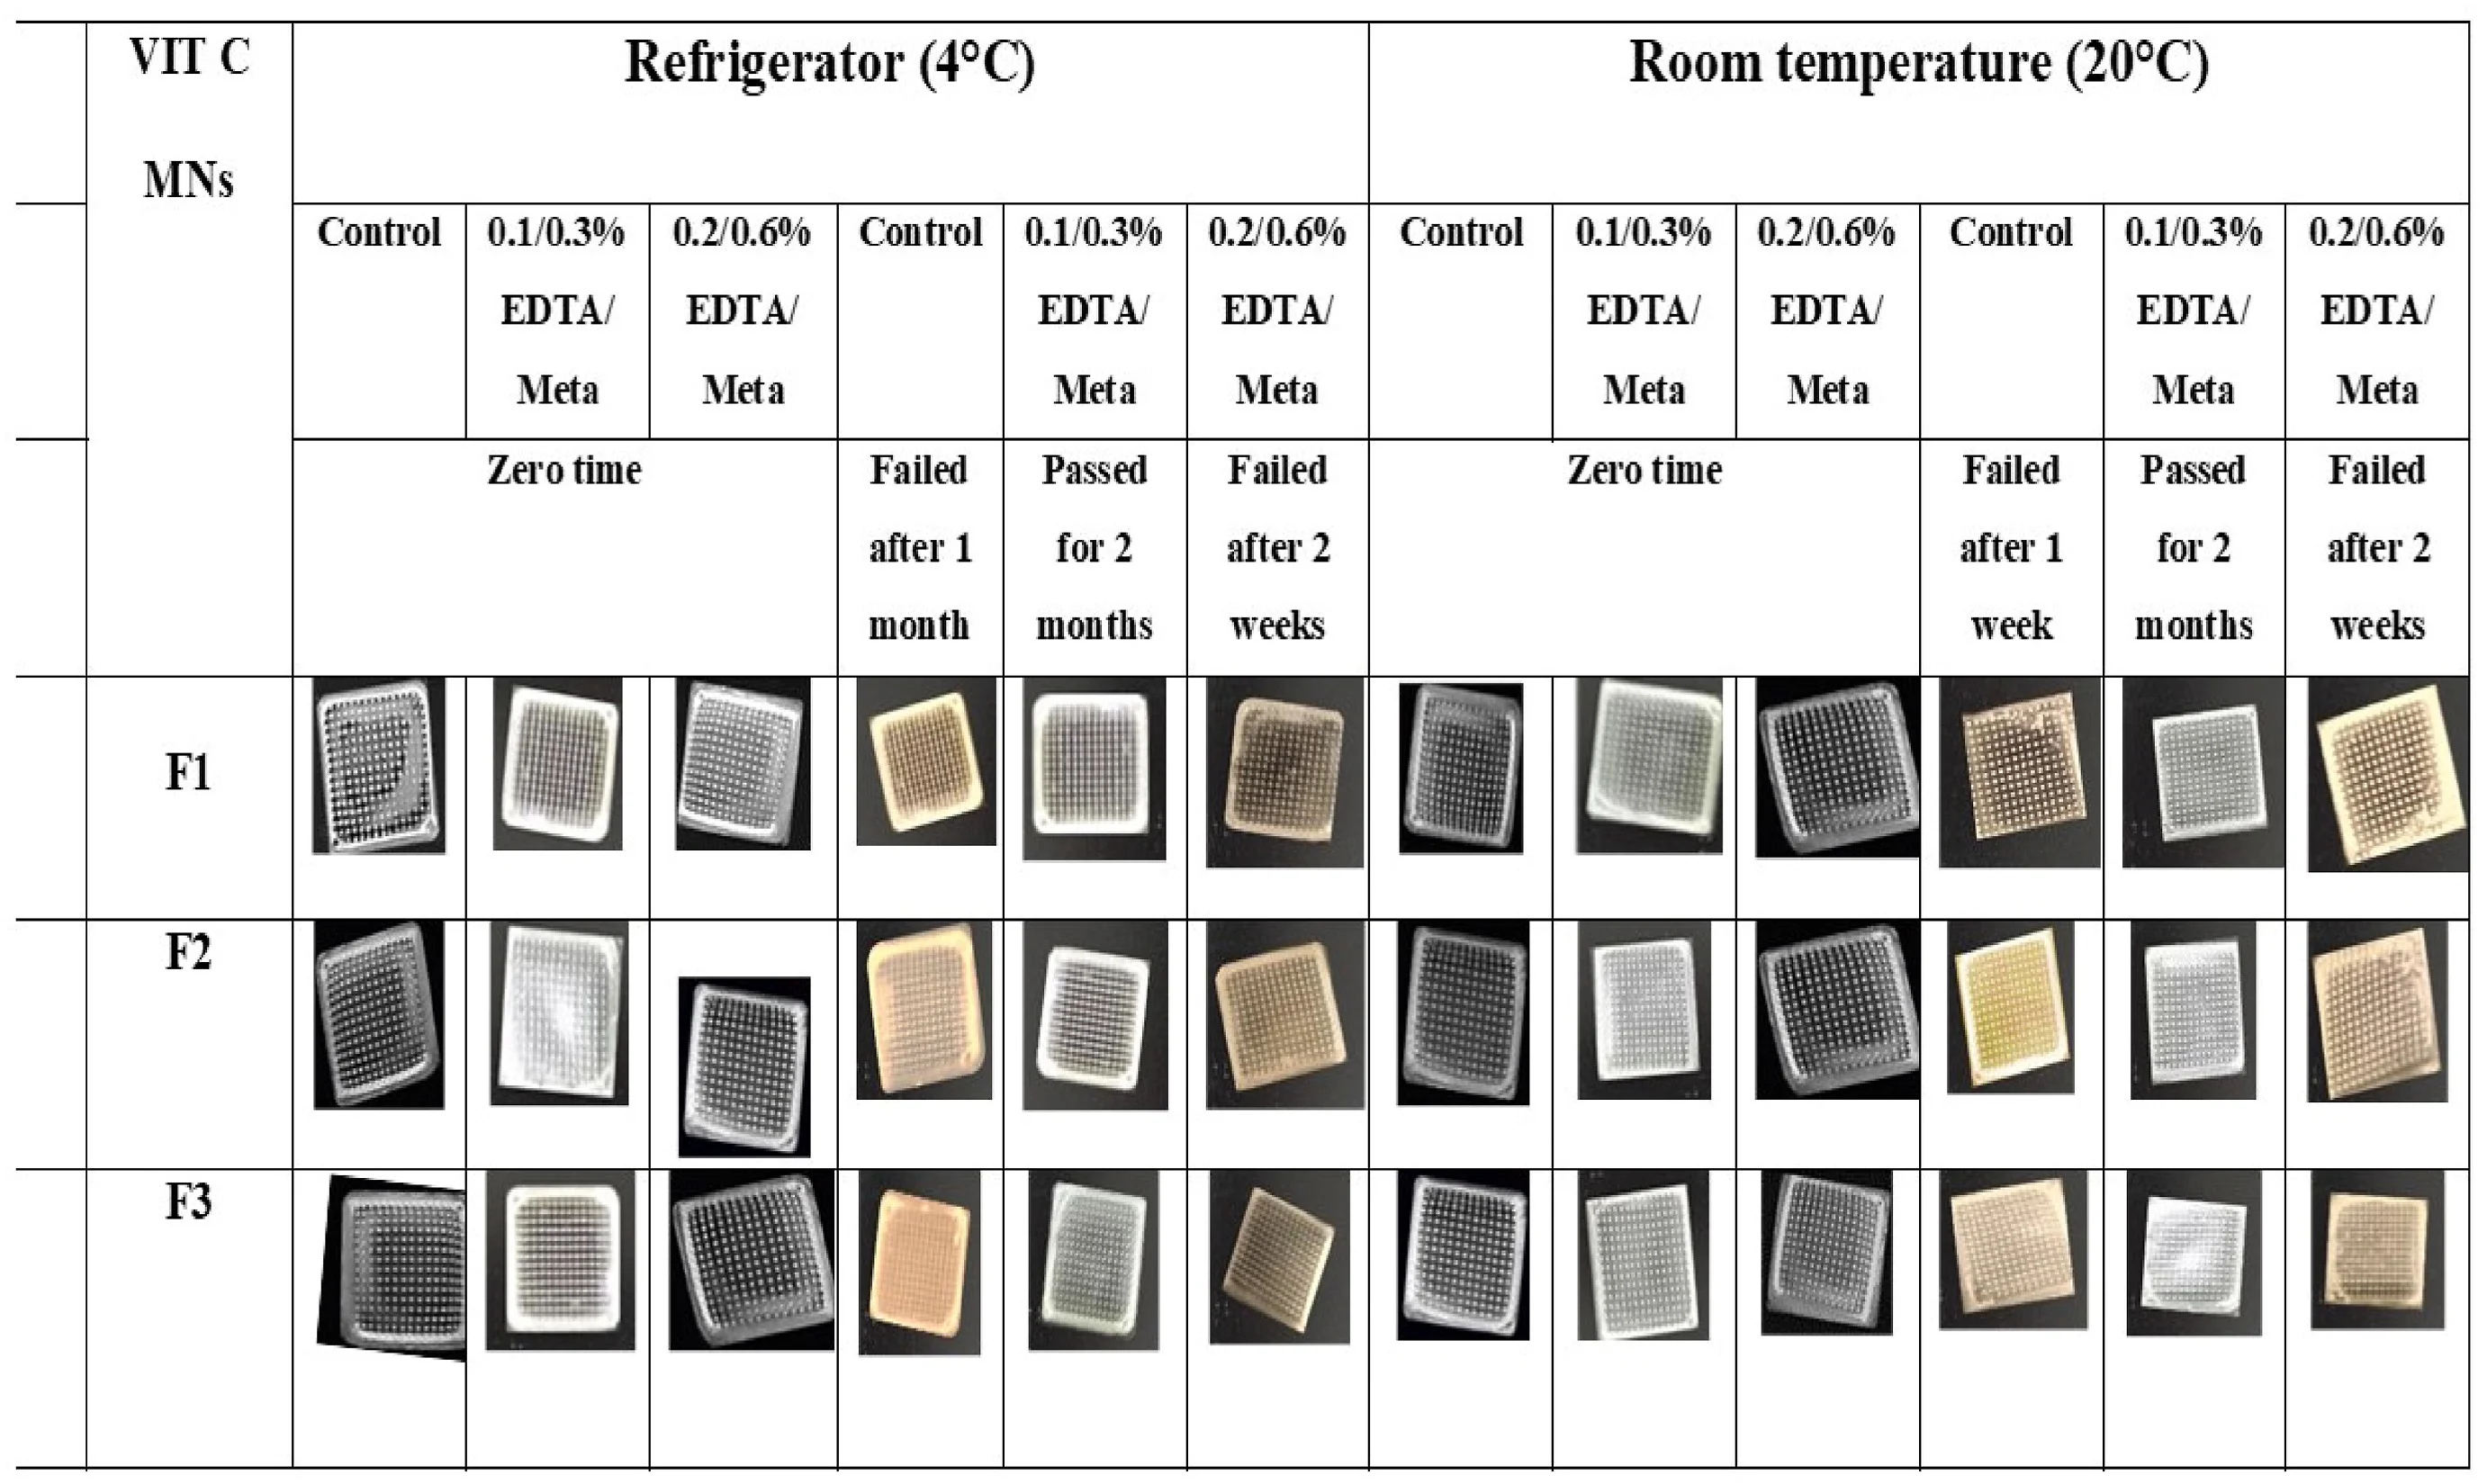 VIT C
MNs
Refrigerator (4°C)
Room temperature (20°C)
Control
0.1/0.3%
EDTA/
Meta
0.2/0.6%
EDTA/
Meta
Control
0.1/0.3%
EDTA/
Meta
0.2/0.6%
EDTA/
Meta
Control
0.1/0.3%
EDTA/
Meta
0.2/0.6%
EDTA/
Meta
Control
0.1/0.3%
EDTA/
Meta
0.2/0.6%
EDTA/
Meta
Zero time
Failed
after 1
month
Passed
for 2
months
Failed
after 2
weeks
Zero time
Failed
after 1
week
Passed
for 2
months
Failed
after 2
weeks
F1
F2
F3